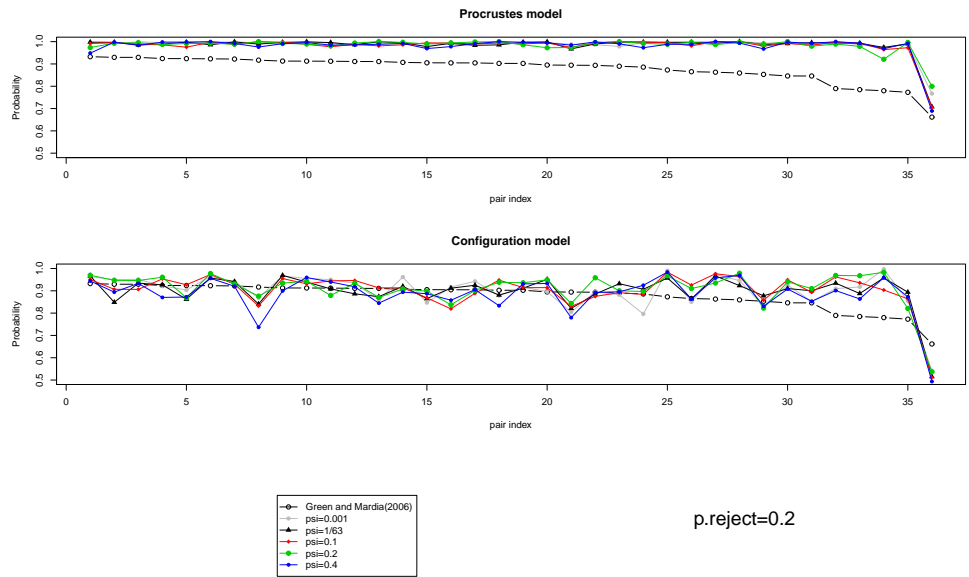 Procrustes model
Probability
1.0
0.9
0.8
0.7
0.6
0.5
0 5 10 15 20 25 30 35
pair index
Configuration model
Probability
1.0
0.9
0.8
0.7
0.6
0.5
0 5 10 15 20 25 30 35
pair index
Green and Mardia(2006)
psi=0.001
psi=1/63
psi=0.1
psi=0.2
psi=0.4
p.reject=0.2